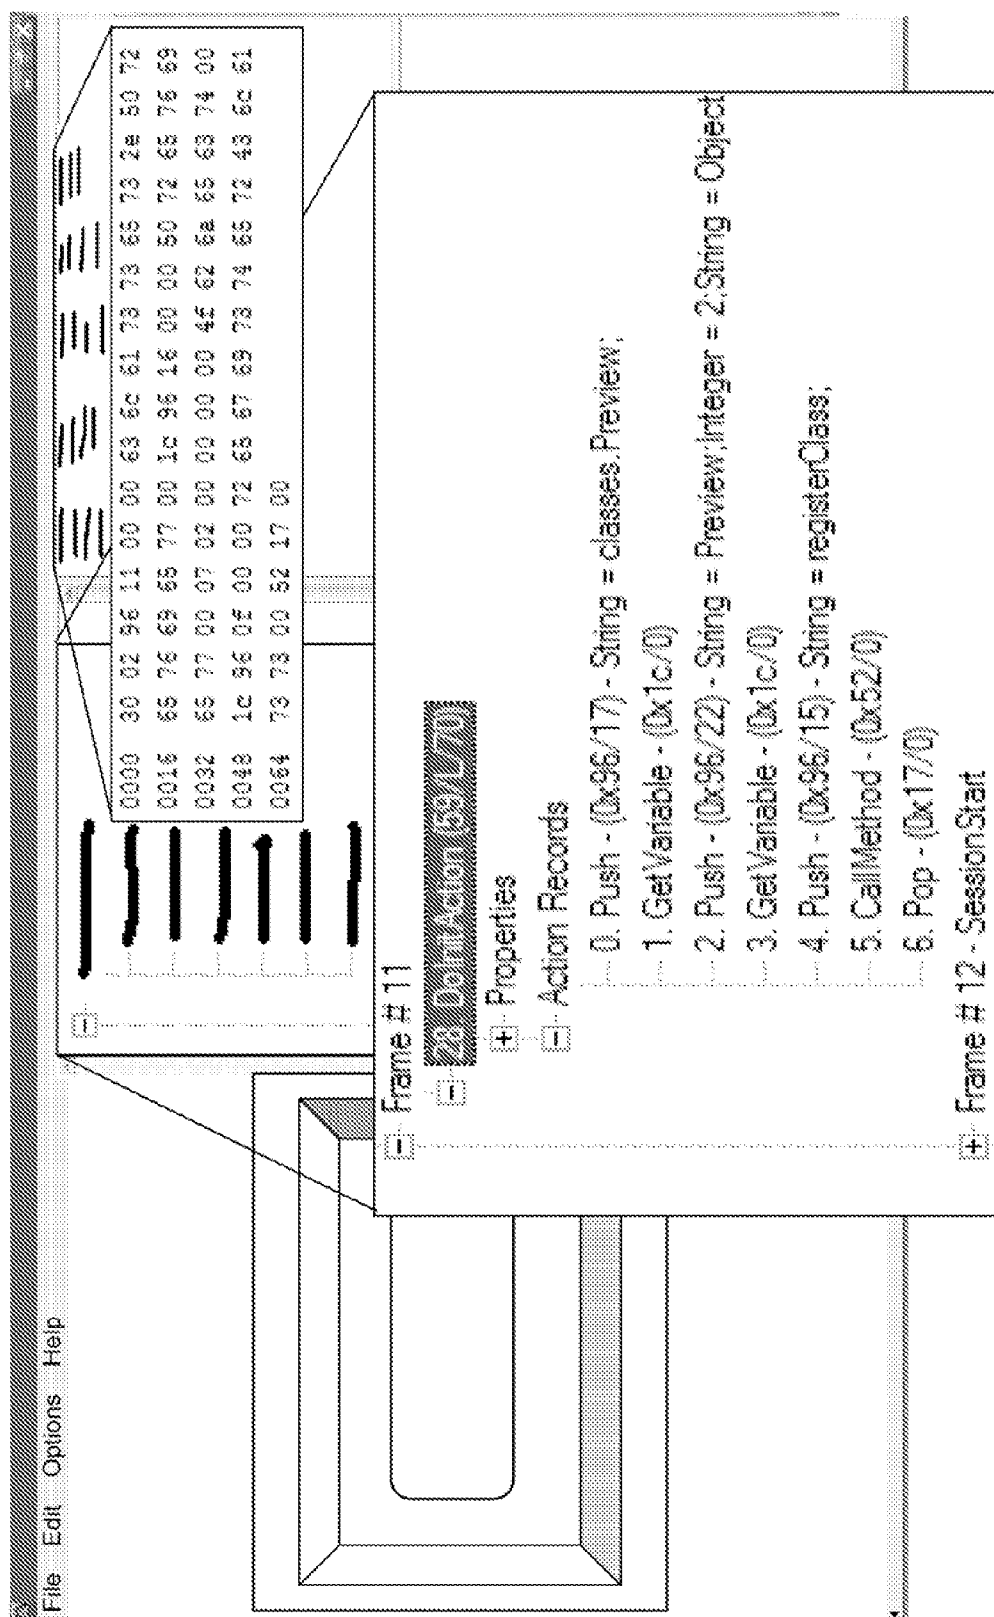 File Edit Options Help
0000 30 02 96 11 00 00 63 6c 61 73 73 65 73 2e 50 72
0016 65 76 69 65 77 00 1c 96 16 00 00 50 72 65 76 69
0032 65 77 00 07 02 00 00 00 00 4f 62 6a 65 63 74 00
0048 1c 96 0f 00 00 72 65 67 69 73 74 65 72 43 6c 61
0064 73 73 00 52 17 00
Frame # 11
28 DoInitAction (59/L/70)
Properties
Action Records
0. Push - (0x96/17) - String = classes.Preview;
1. GetVariable - (0x1c/0)
2. Push - (0x96/22) - String = Preview;Integer = 2;String = Object
3. GetVariable - (0x1c/0)
4. Push - (0x96/15) - String = registerClass;
5. CallMethod - (0x52/0)
6. Pop - (0x17/0)
Frame # 12 - SessionStart